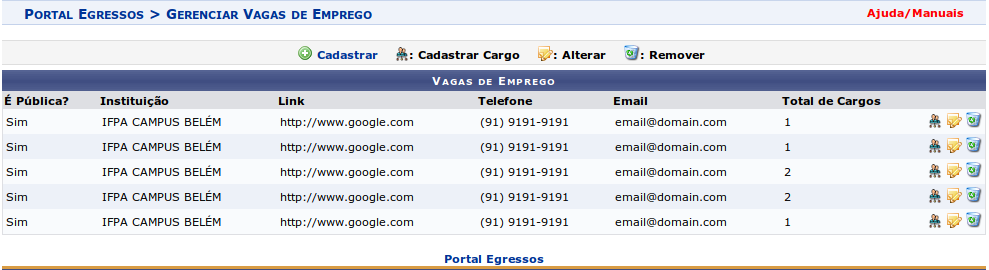 Portal Egressos > Gerenciar Vagas de Emprego Ajuda/Manuais
Cadastrar : Cadastrar Cargo : Alterar : Remover
Vagas de Emprego
É Pública? Instituição Link Telefone Email Total de Cargos
Sim IFPA CAMPUS BELÉM http://www.google.com (91) 9191-9191 email@domain.com 1
Sim IFPA CAMPUS BELÉM http://www.google.com (91) 9191-9191 email@domain.com 1
Sim IFPA CAMPUS BELÉM http://www.google.com (91) 9191-9191 email@domain.com 2
Sim IFPA CAMPUS BELÉM http://www.google.com (91) 9191-9191 email@domain.com 2
Sim IFPA CAMPUS BELÉM http://www.google.com (91) 9191-9191 email@domain.com 1
Portal Egressos